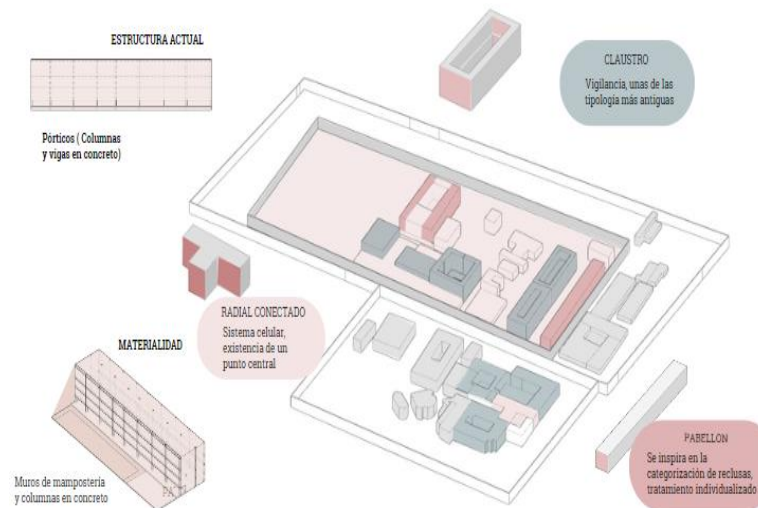 ESTRUCTURA ACTUAL
Pórticos ( Columnas
y vigas en concreto)
CLAUSTRO
Vigilancia, unas de las
tipología más antiguas
RADIAL CONECTADO
Sistema celular,
existencia de un
punto central
MATERIALIDAD
Muros de mampostería
y columnas en concreto
PABELLON
Se inspira en la
categorización de reclusas,
tratamiento individualizado